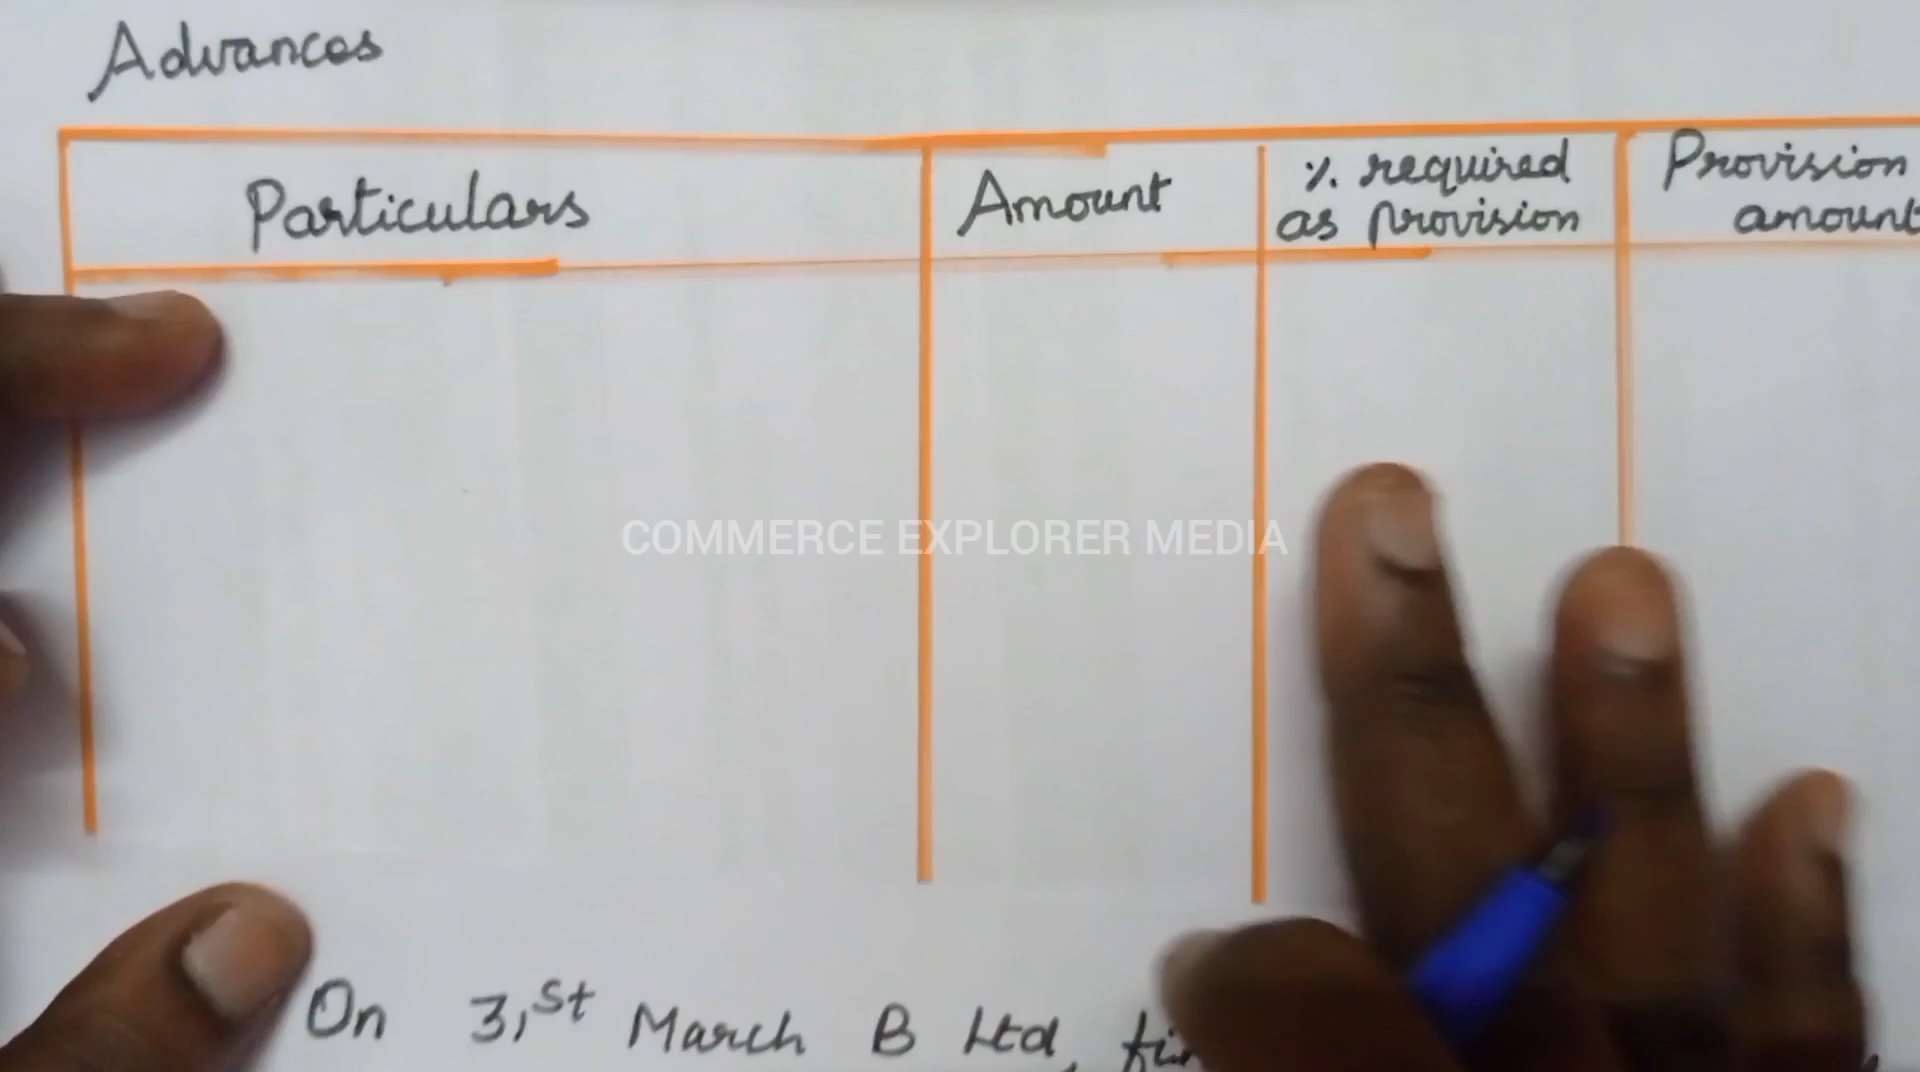 Advances
Particulars
Amount
% required
as provision
Provision
amount
COMMERCE EXPLORER MEDIA
On 31st March B Ltd,